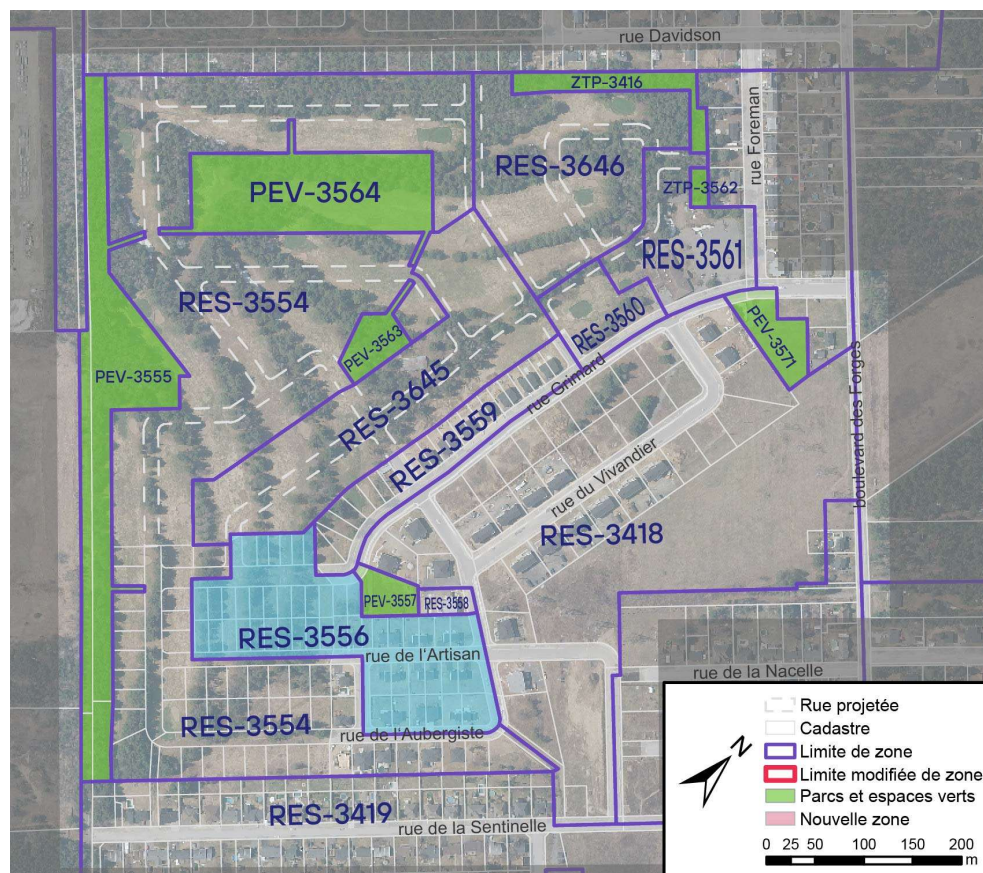 rue Davidson
ZTP-3416
rue Foreman
RES-3646
PEV-3564
ZTP-3562
RES-3561
RES-3554
RES-3560
PEV-3563
PEV-3571
PEV-3555
RES-3645
rue Grimard
RES-3559
boulevard des Forges
rue du Vivandier
RES-3418
PEV-3557
RES-3558
RES-3556
rue de l'Artisan
rue de la Nacelle
RES-3554
rue de l'Aubergiste
RES-3419
rue de la Sentinelle
N
Rue projetée
Cadastre
Limite de zone
Limite modifiée de zone
Parcs et espaces verts
Nouvelle zone
0 25 50 100 150 200
m